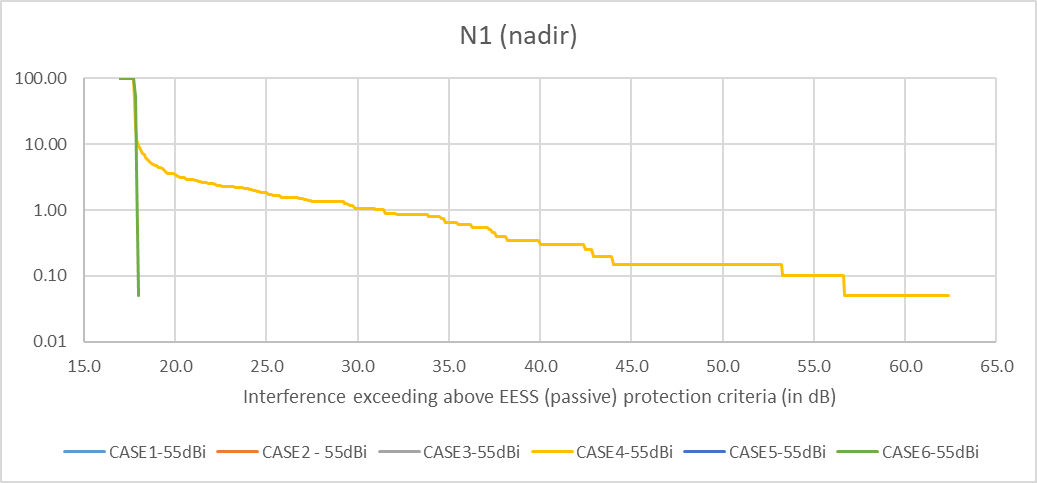 N1 (nadir)
100.00
10.00
1.00
0.10
0.01
15.0 20.0 25.0 30.0 35.0 40.0 45.0 50.0 55.0 60.0 65.0
Interference exceeding above EESS (passive) protection criteria (in dB)
CASE1-55dBi CASE2 - 55dBi CASE3-55dBi CASE4-55dBi CASE5-55dBi CASE6-55dBi